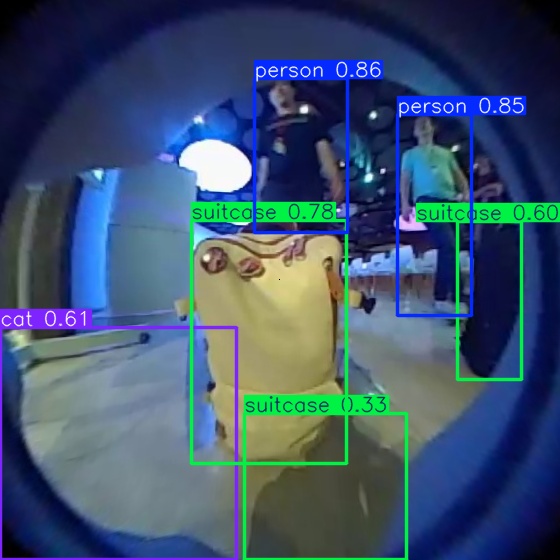 person 0.86
person 0.85
suitcase 0.78
suitcase 0.60
cat 0.61
suitcase 0.33